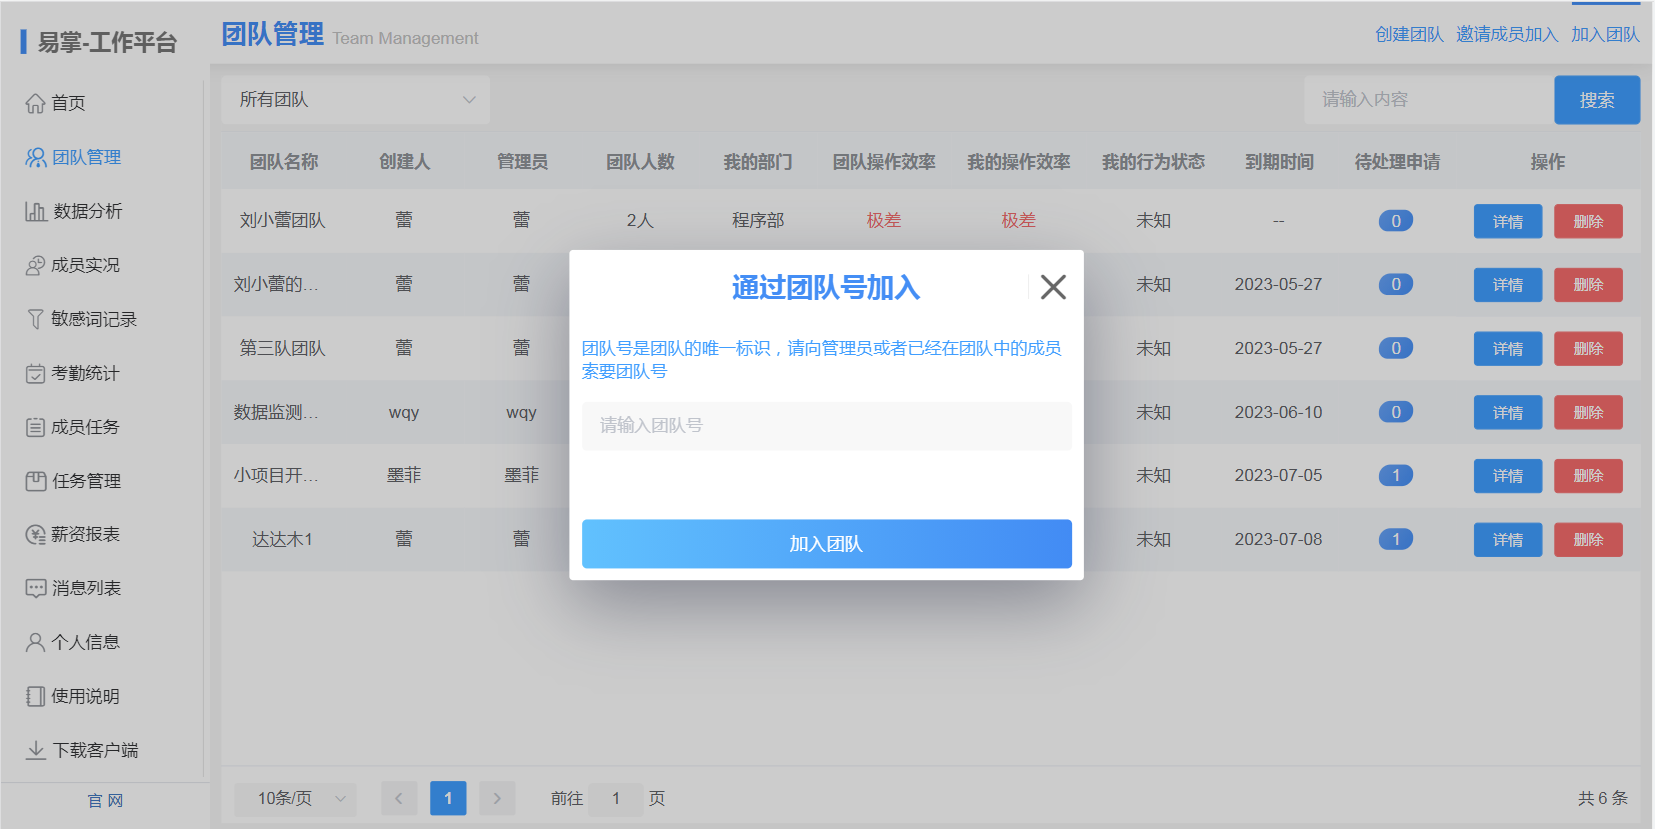 易掌-工作平台
首页
团队管理
数据分析
成员实况
敏感词记录
考勤统计
成员任务
任务管理
薪资报表
消息列表
个人信息
使用说明
下载客户端
官 网
团队管理 Team Management
创建团队 邀请成员加入 加入团队
所有团队
请输入内容 搜索
团队名称 创建人 管理员 团队人数 我的部门 团队操作效率 我的操作效率 我的行为状态 到期时间 待处理申请 操作
刘小蕾团队 蕾 蕾 2人 程序部 极差 极差 未知 -- 0 详情 删除
刘小蕾的... 蕾 蕾 未知 2023-05-27 0 详情 删除
第三队团队 蕾 蕾 未知 2023-05-27 0 详情 删除
数据监测... wqy wqy 未知 2023-06-10 0 详情 删除
小项目开... 墨菲 墨菲 未知 2023-07-05 1 详情 删除
达达木1 蕾 蕾 未知 2023-07-08 1 详情 删除
通过团队号加入
团队号是团队的唯一标识，请向管理员或者已经在团队中的成员
索要团队号
请输入团队号
加入团队
10条/页 1 前往 1 页 共 6 条